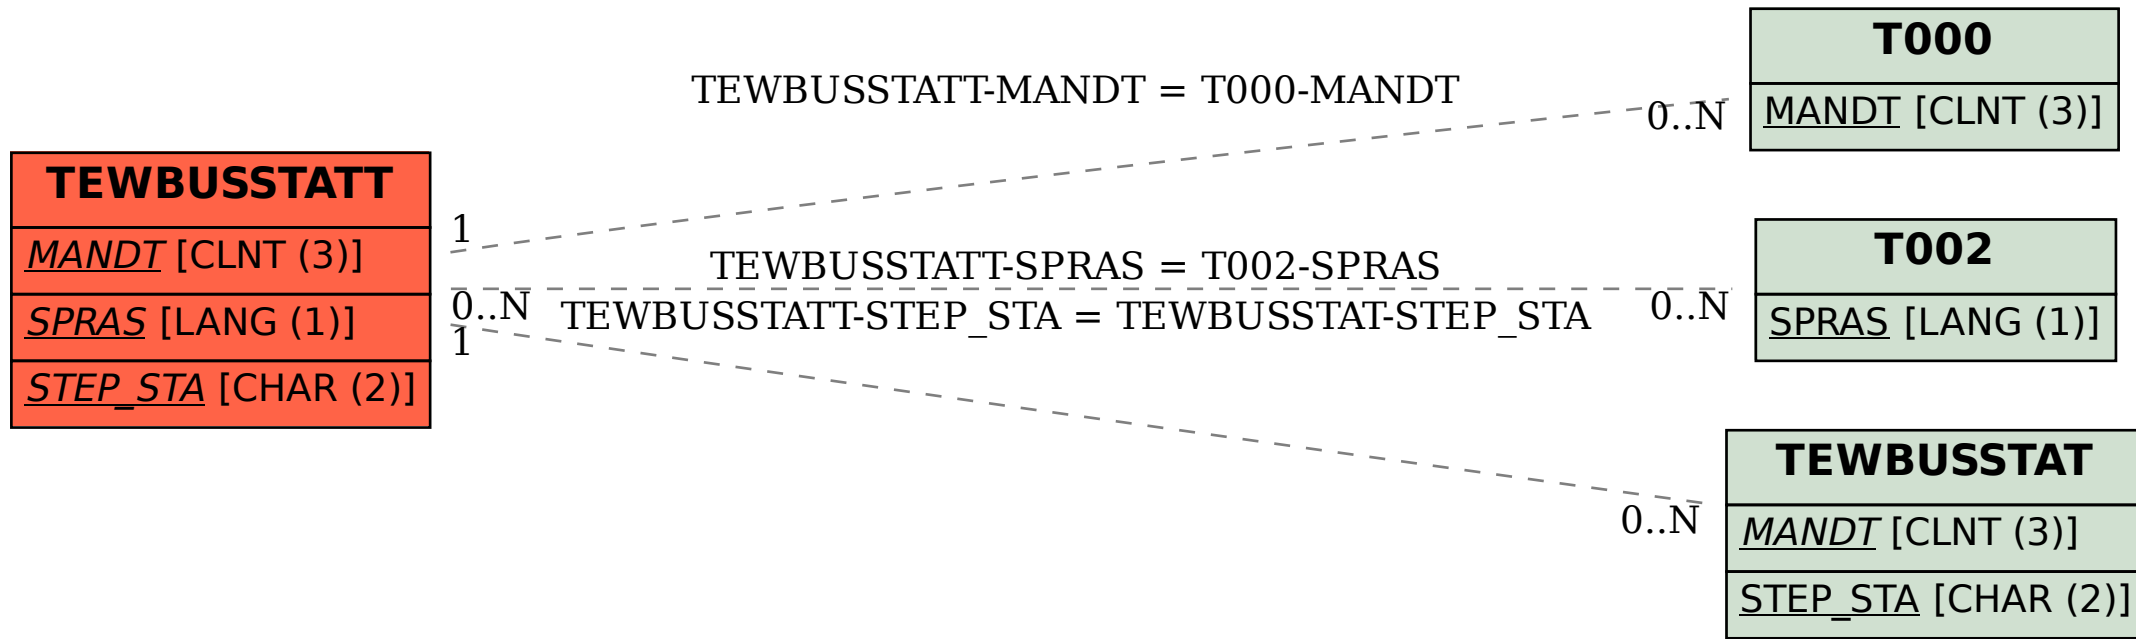 T000
MANDT [CLNT (3)]
TEWBUSSTATT-MANDT = T000-MANDT
0..N
TEWBUSSTATT
MANDT [CLNT (3)]
SPRAS [LANG (1)]
STEP_STA [CHAR (2)]
1
TEWBUSSTATT-SPRAS = T002-SPRAS
0..N
0..N
T002
SPRAS [LANG (1)]
TEWBUSSTATT-STEP_STA = TEWBUSSTAT-STEP_STA
1
0..N
TEWBUSSTAT
MANDT [CLNT (3)]
STEP_STA [CHAR (2)]